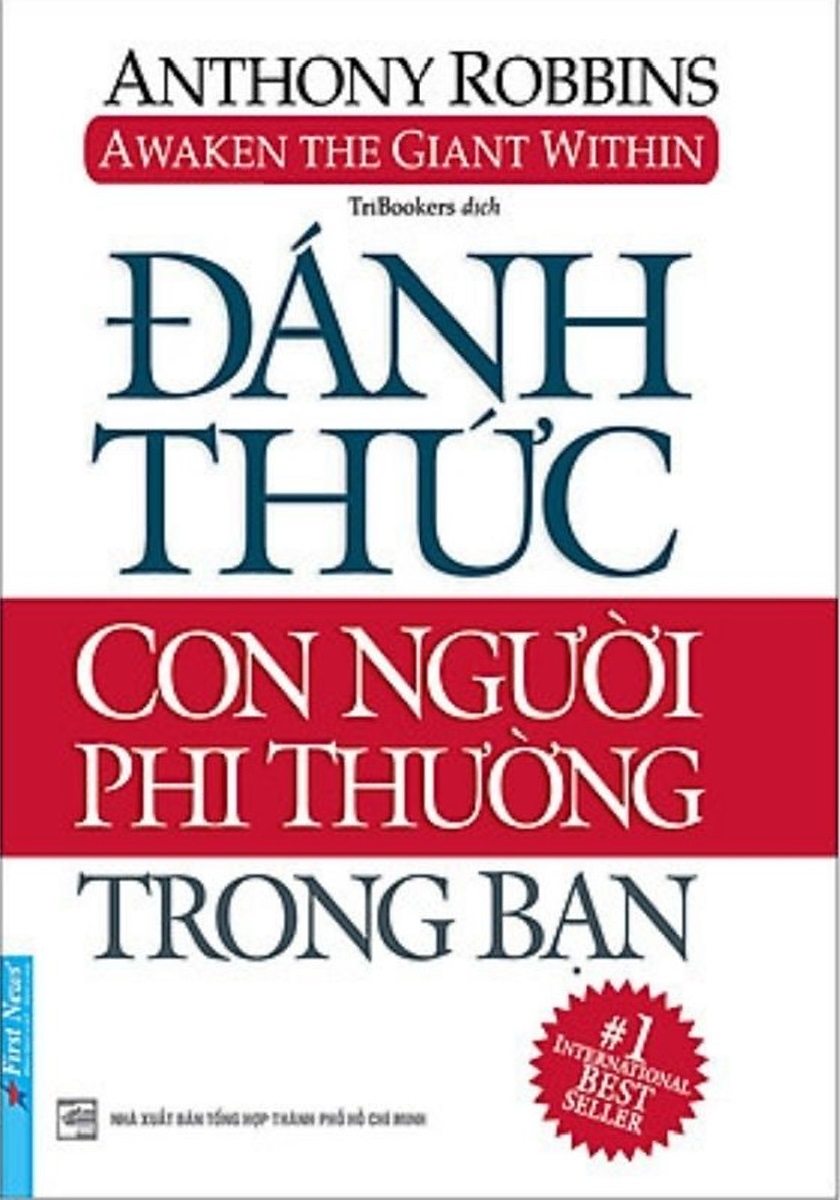 ANTHONY ROBBINS
AWAKEN THE GIANT WITHIN
TriBookers dịch
ĐÁNH
THỨC
CON NGƯỜI
PHI THƯỜNG
TRONG BẠN
#1
INTERNATIONAL
BEST
SELLER
First News
NHÀ XUẤT BẢN TỔNG HỢP THÀNH PHỐ HỒ CHÍ MINH